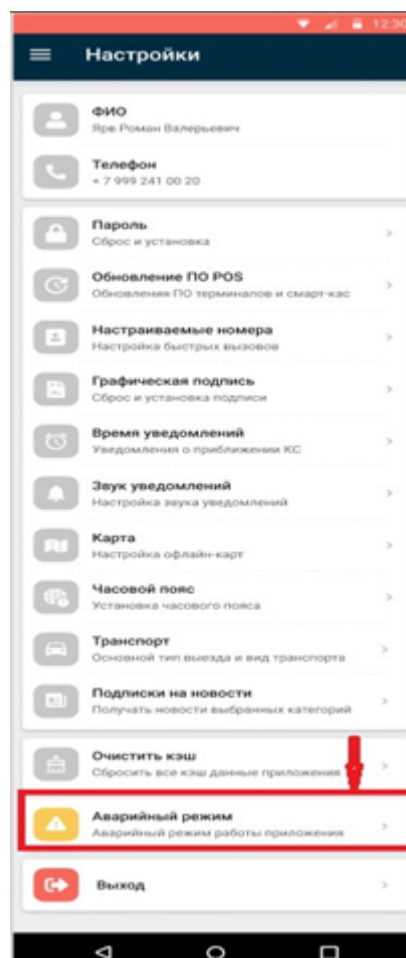 12:30
Настройки
ФИО
Ярв Роман Валерьевич
Телефон
+ 7 999 241 00 20
Пароль
Сброс и установка
Обновление ПО POS
Обновления ПО терминалов и смарт-кас
Настраиваемые номера
Настройка быстрых вызовов
Графическая подпись
Сброс и установка подписи
Время уведомлений
Уведомления о приближении КС
Звук уведомлений
Настройка звука уведомлений
Карта
Настройка офлайн-карт
Часовой пояс
Установка часового пояса
Транспорт
Основной тип выезда и вид транспорта
Подписки на новости
Получать новости выбранных категорий
Очистить кэш
Сбросить все кэш данные приложения
Аварийный режим
Аварийный режим работы приложения
Выход